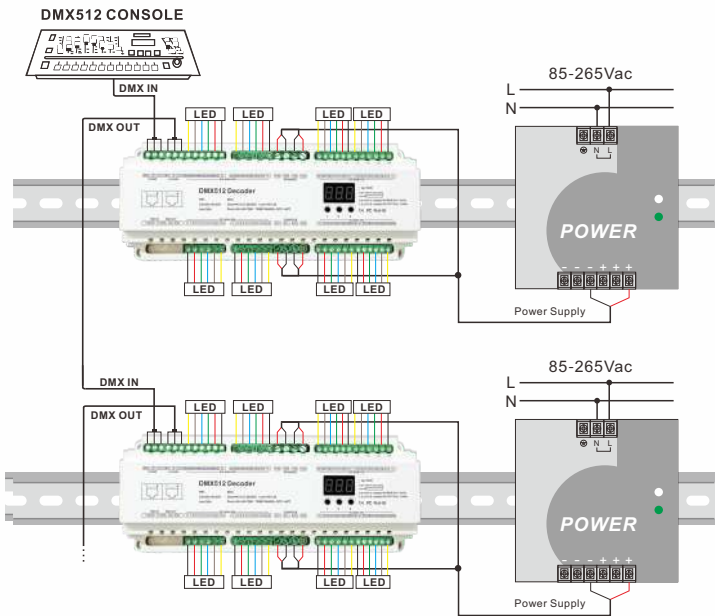 DMX512 CONSOLE
DMX IN
DMX OUT
LED LED LED LED
85-265Vac
L
N
DMX512 Decoder
N L
POWER
- - - + + +
LED LED LED LED
Power Supply
DMX IN
DMX OUT
LED LED LED LED
85-265Vac
L
N
DMX512 Decoder
N L
POWER
- - - + + +
LED LED LED LED
Power Supply